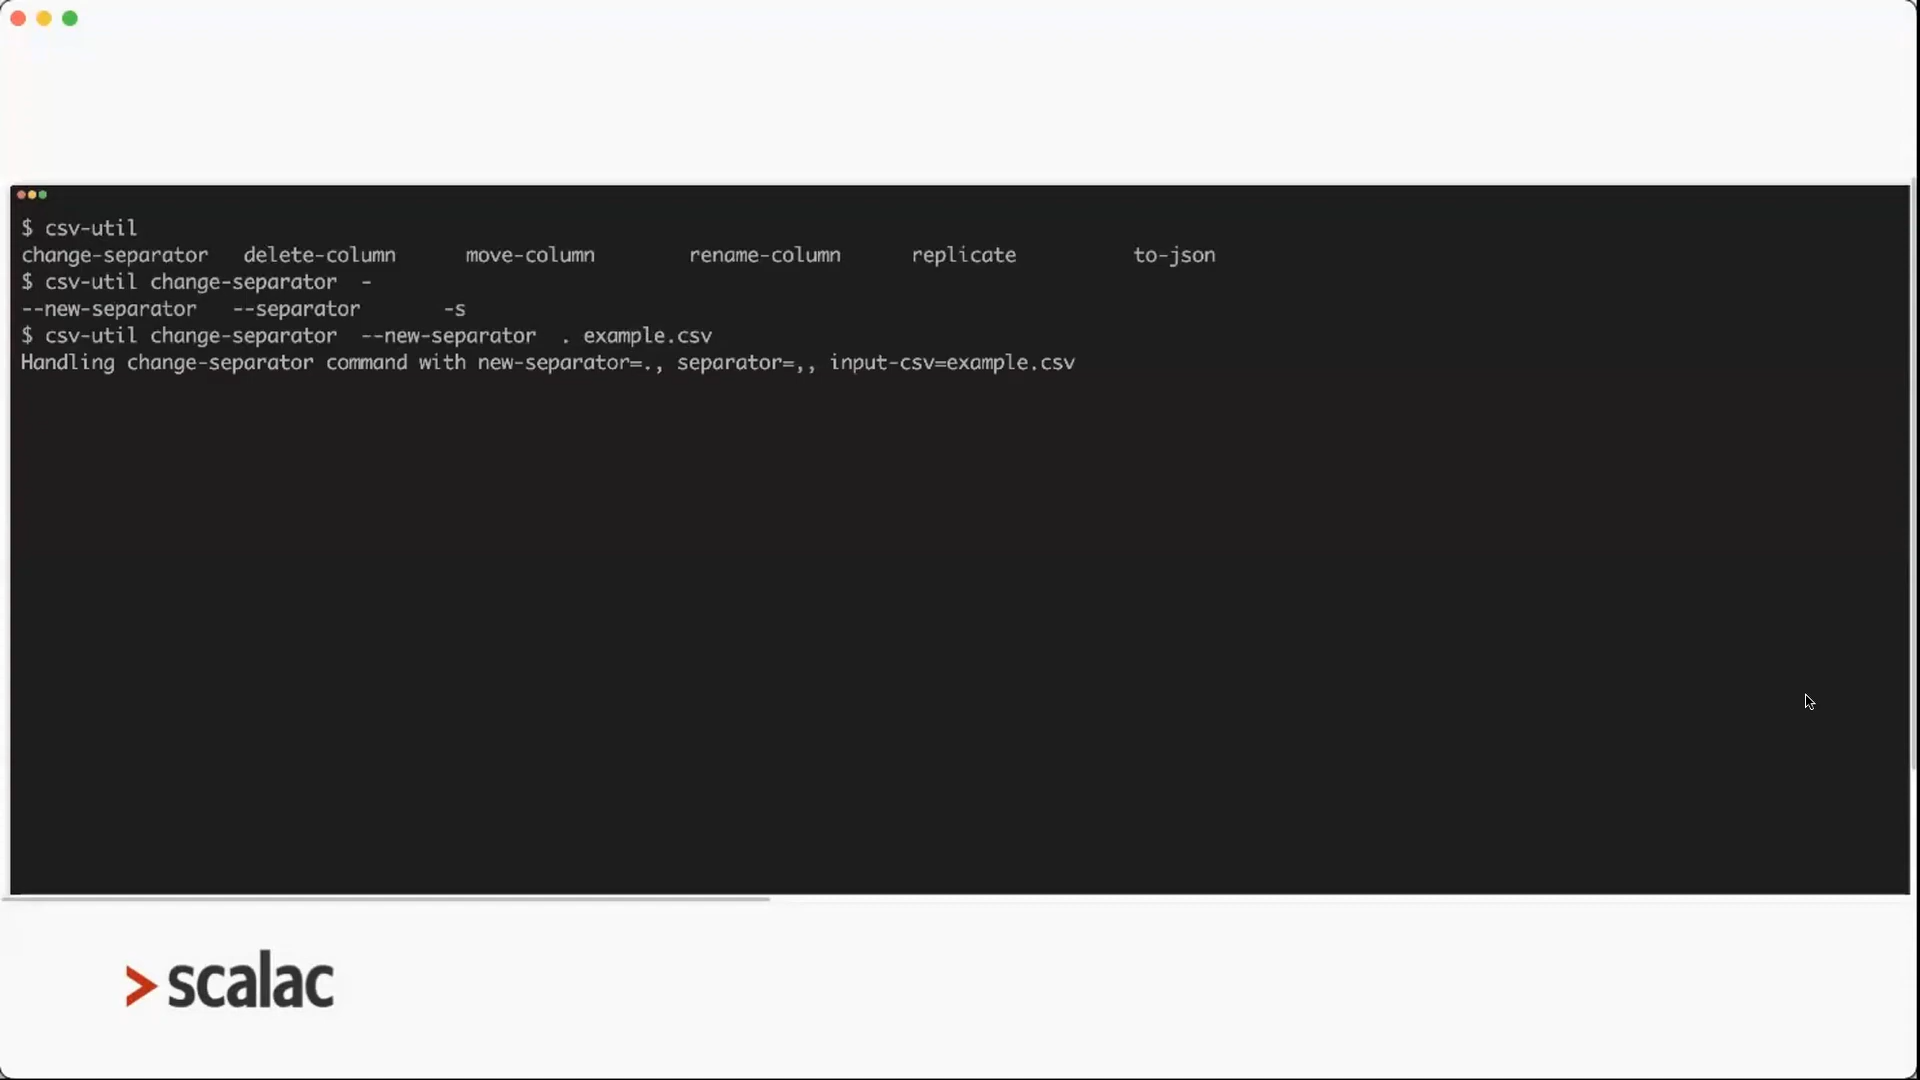 $ csv-util
change-separator delete-column move-column rename-column replicate to-json
$ csv-util change-separator -
--new-separator --separator -s
$ csv-util change-separator --new-separator . example.csv
Handling change-separator command with new-separator=., separator=,, input-csv=example.csv
> scalac